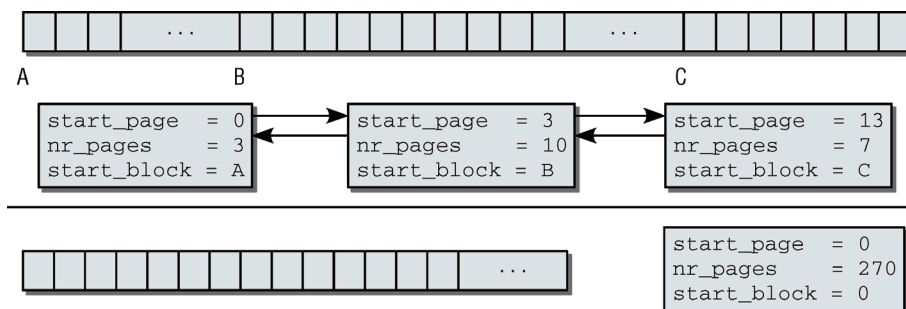 ... ...
A B C
start_page = 0
nr_pages = 3
start_block = A
start_page = 3
nr_pages = 10
start_block = B
start_page = 13
nr_pages = 7
start_block = C
...
start_page = 0
nr_pages = 270
start_block = 0